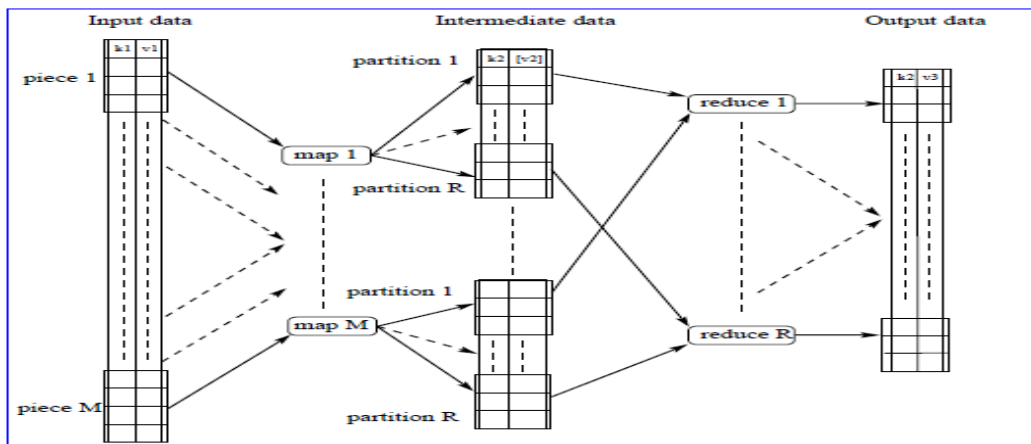 Input data
Intermediate data
Output data
k1 v1
piece 1
partition 1
k2 [v2]
k2 v3
reduce 1
map 1
partition R
partition 1
map M
reduce R
piece M
partition R